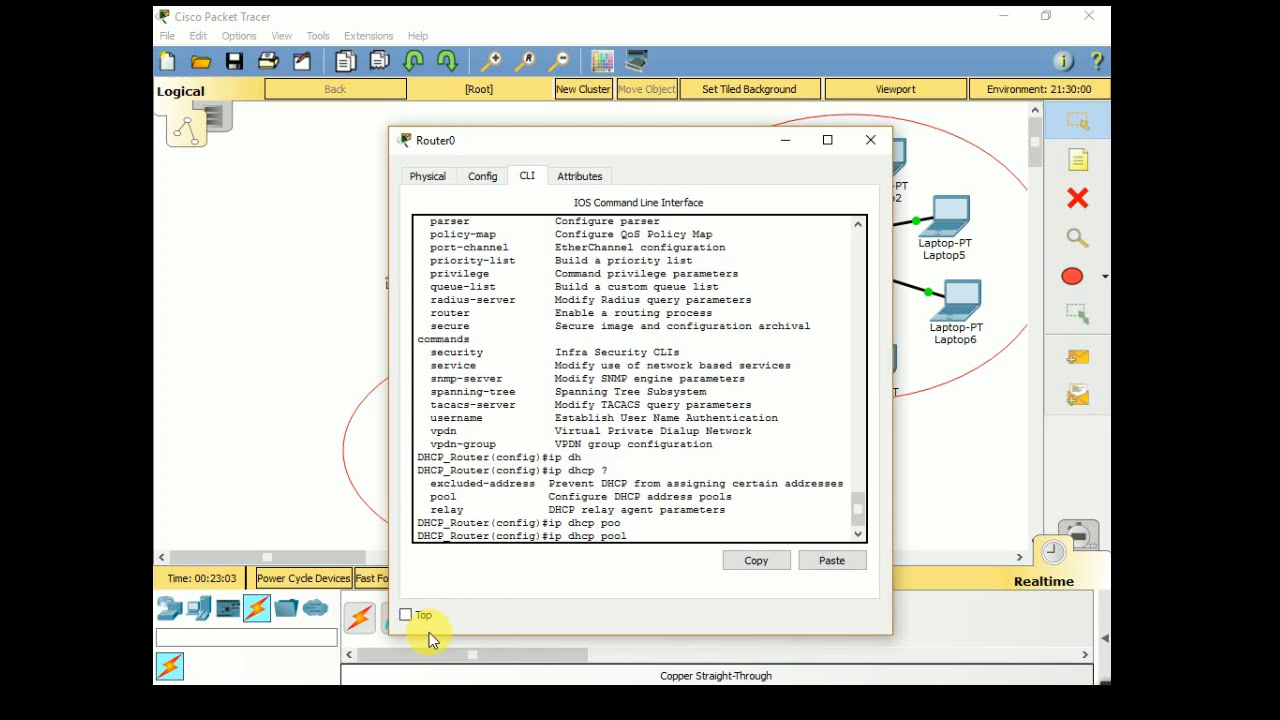 Cisco Packet Tracer
File Edit Options View Tools Extensions Help
Logical Back [Root] New Cluster Move Object Set Tiled Background Viewport Environment: 21:30:00
Router0
Physical Config CLI Attributes
IOS Command Line Interface
parser Configure parser
policy-map Configure QoS Policy Map
port-channel EtherChannel configuration
priority-list Build a priority list
privilege Command privilege parameters
queue-list Build a custom queue list
radius-server Modify Radius query parameters
router Enable a routing process
secure Secure image and configuration archival
commands
security Infra Security CLIs
service Modify use of network based services
snmp-server Modify SNMP engine parameters
spanning-tree Spanning Tree Subsystem
tacacs-server Modify TACACS query parameters
username Establish User Name Authentication
vpdn Virtual Private Dialup Network
vpdn-group VPDN group configuration
DHCP_Router(config)#ip dh
DHCP_Router(config)#ip dhcp ?
excluded-address Prevent DHCP from assigning certain addresses
pool Configure DHCP address pools
relay DHCP relay agent parameters
DHCP_Router(config)#ip dhcp poo
DHCP_Router(config)#ip dhcp pool
Copy Paste
Top
Laptop-PT
Laptop5
Laptop-PT
Laptop6
Time: 00:23:03 Power Cycle Devices Fast Fo
Realtime
Copper Straight-Through